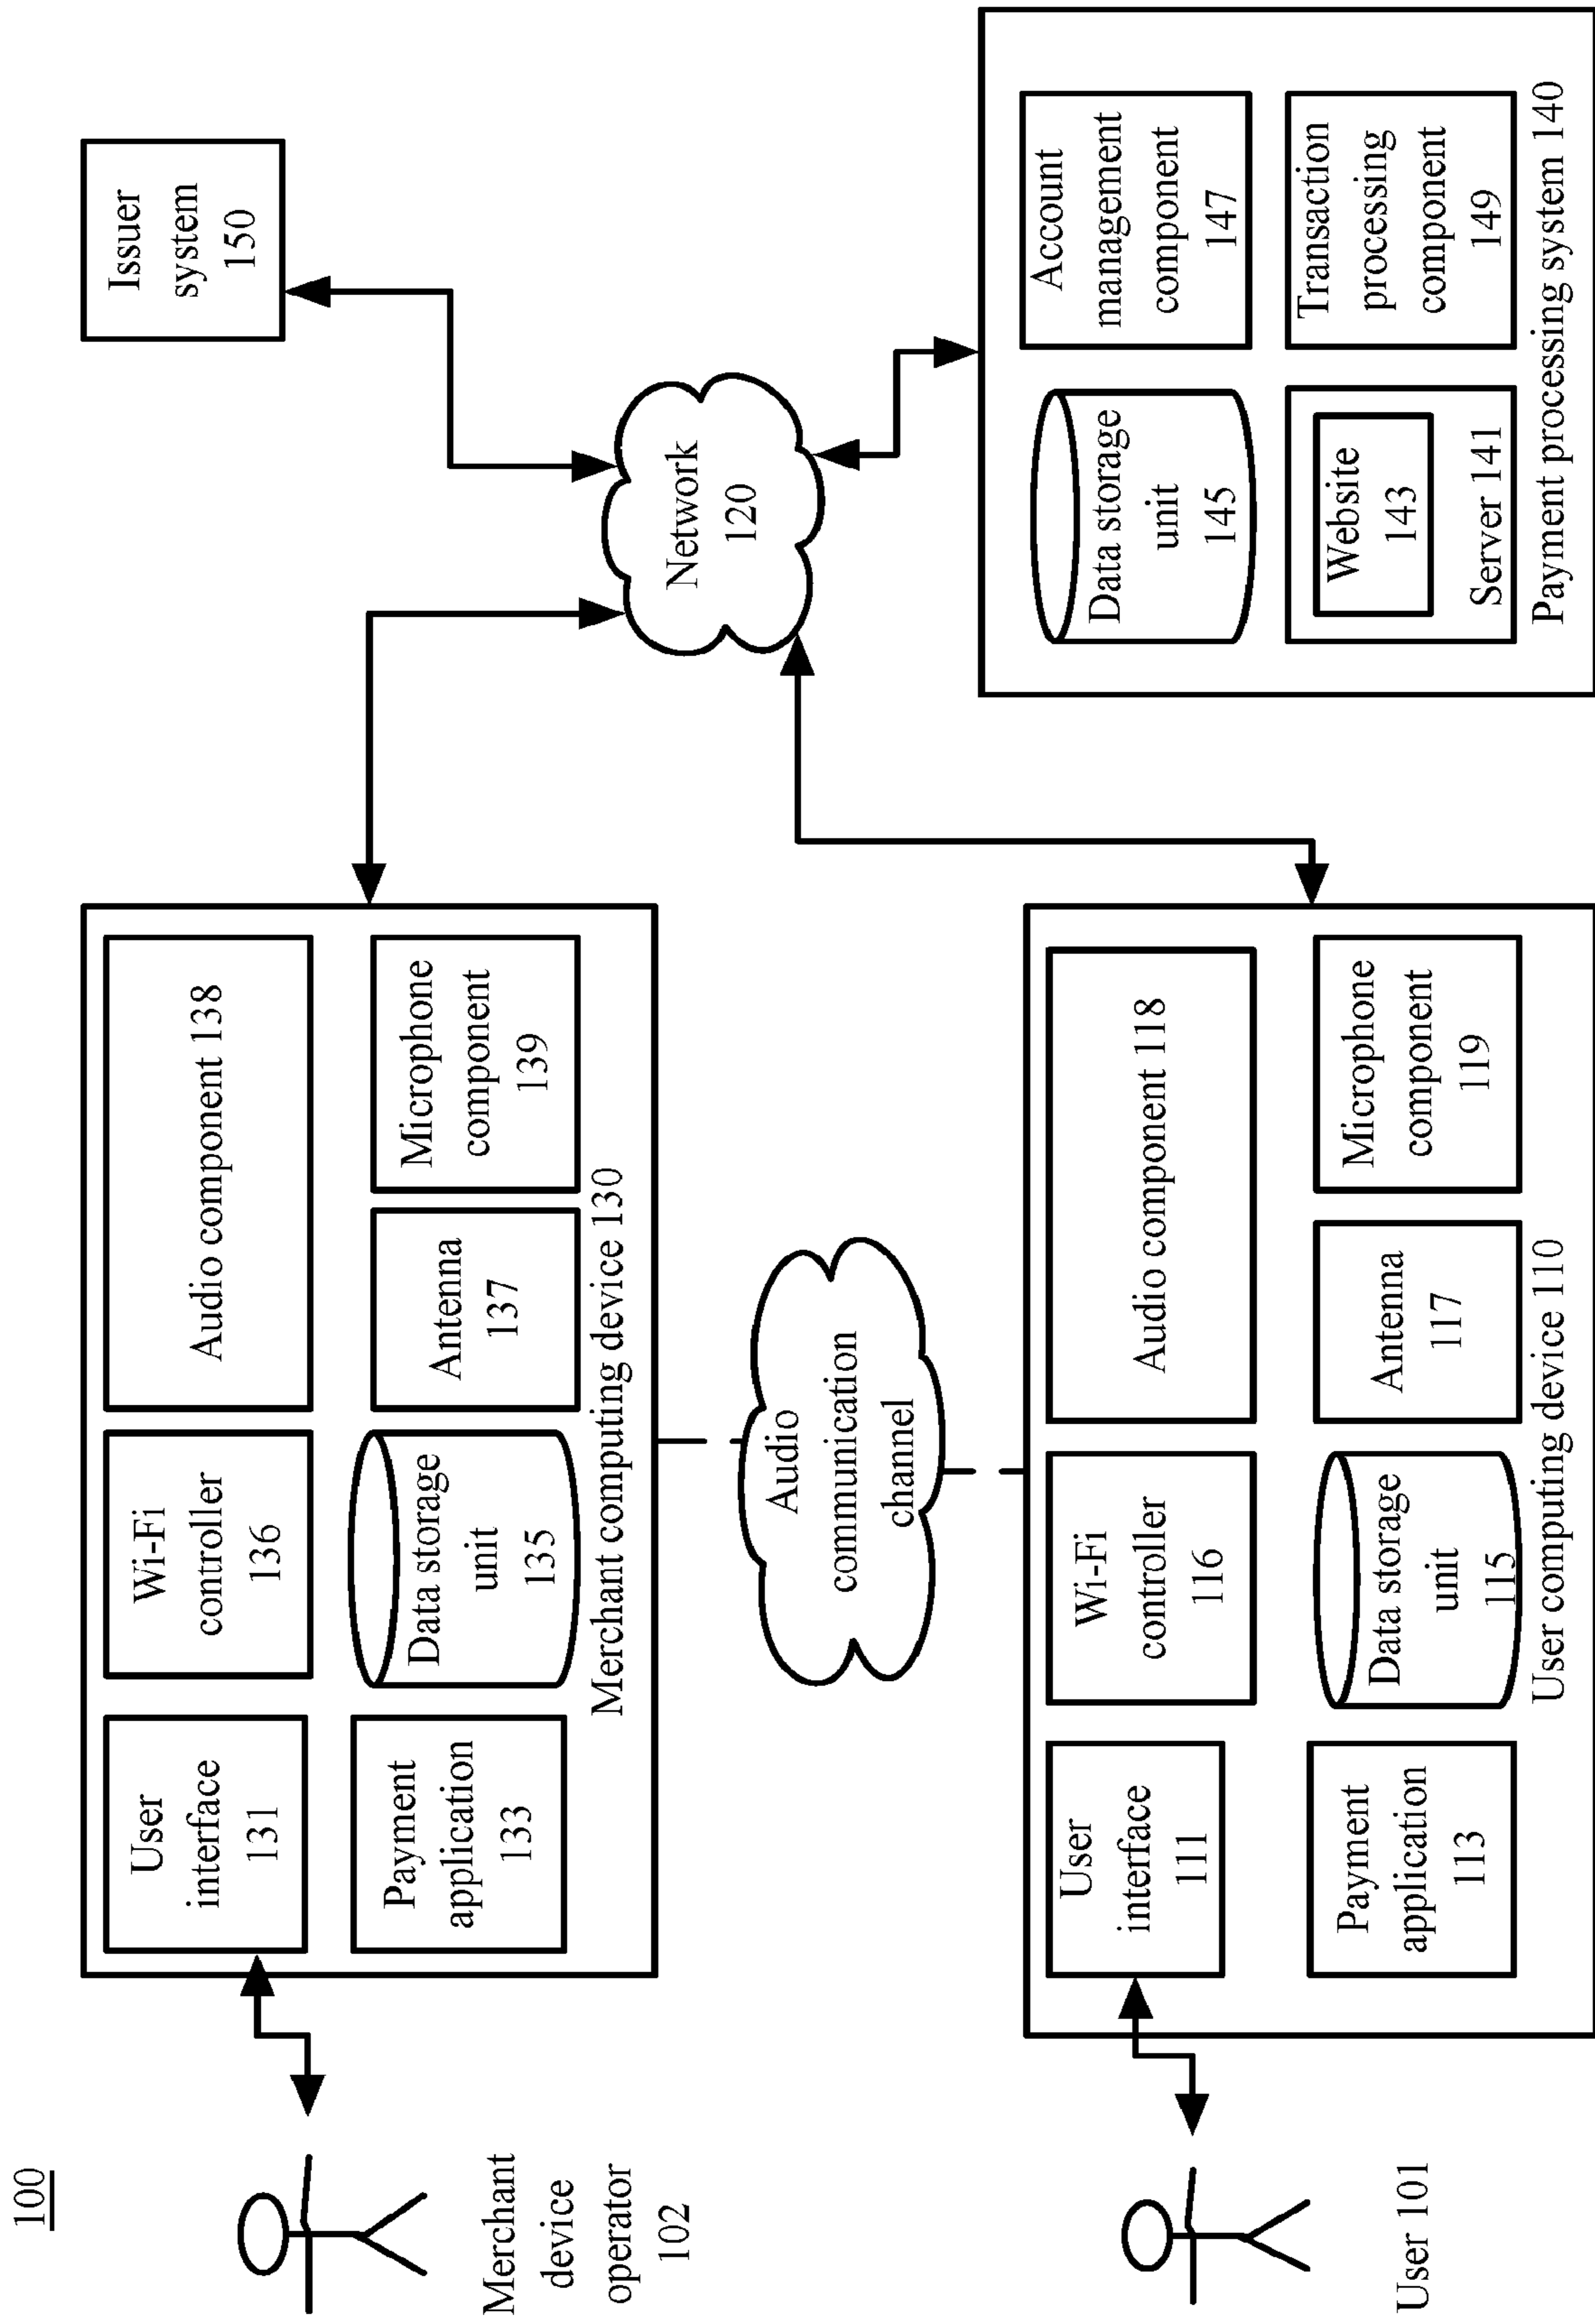 100
Merchant
device
operator
102
User
interface
131
Wi-Fi
controller
136
Audio component 138
Payment
application
133
Data storage
unit
135
Antenna
137
Microphone
component
139
Merchant computing device 130
Issuer
system
150
Network
120
Audio
communication
channel
User 101
User
interface
111
Wi-Fi
controller
116
Audio component 118
Payment
application
113
Data storage
unit
115
Antenna
117
Microphone
component
119
User computing device 110
Data storage
unit
145
Account
management
component
147
Website
143
Server 141
Transaction
processing
component
149
Payment processing system 140